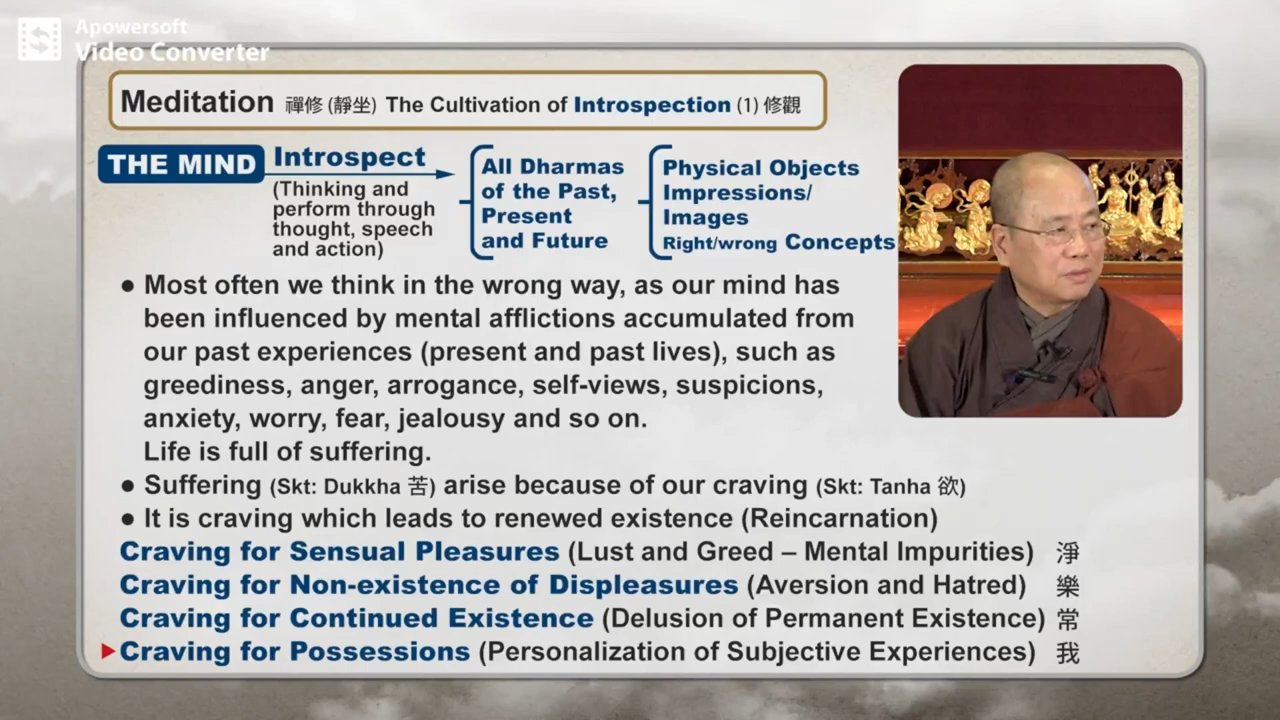 Apowersoft
Video Converter
Meditation 禪修 (靜坐) The Cultivation of Introspection (1) 修觀
THE MIND
Introspect
(Thinking and
perform through
thought, speech
and action)
All Dharmas
of the Past,
Present
and Future
Physical Objects
Impressions/
Images
Right/wrong Concepts
● Most often we think in the wrong way, as our mind has
been influenced by mental afflictions accumulated from
our past experiences (present and past lives), such as
greediness, anger, arrogance, self-views, suspicions,
anxiety, worry, fear, jealousy and so on.
Life is full of suffering.
● Suffering (Skt: Dukkha 苦) arise because of our craving (Skt: Tanha 欲)
● It is craving which leads to renewed existence (Reincarnation)
Craving for Sensual Pleasures (Lust and Greed – Mental Impurities) 淨
Craving for Non-existence of Displeasures (Aversion and Hatred) 樂
Craving for Continued Existence (Delusion of Permanent Existence) 常
Craving for Possessions (Personalization of Subjective Experiences) 我